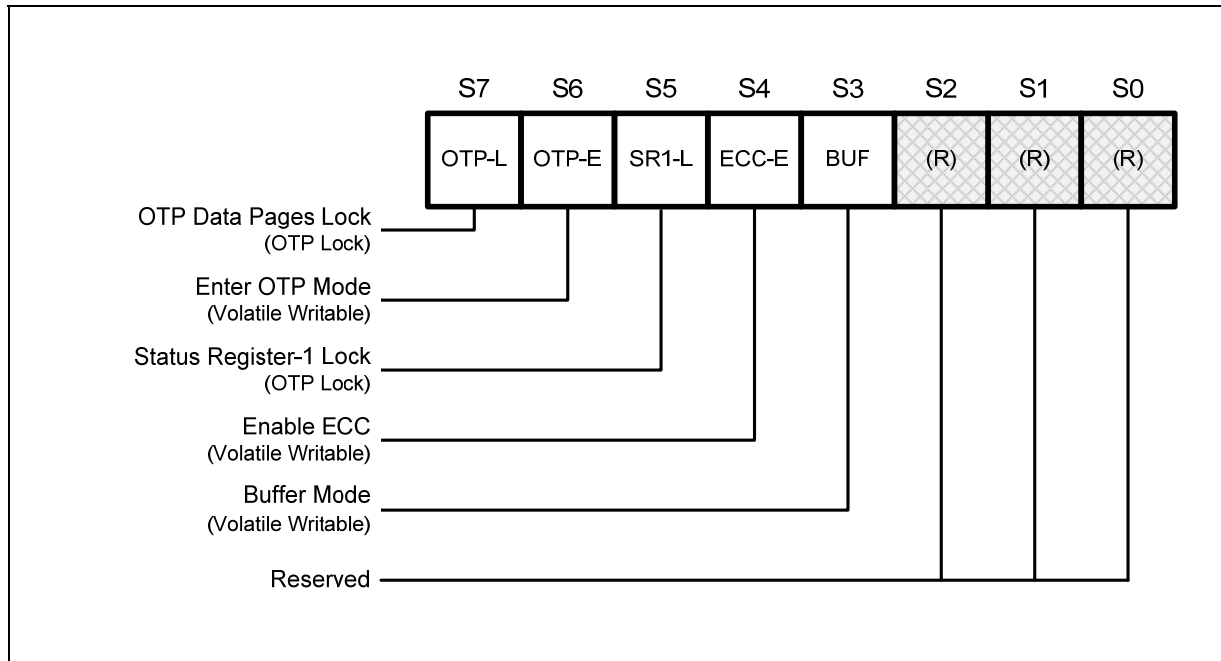 S7 S6 S5 S4 S3 S2 S1 S0
OTP-L OTP-E SR1-L ECC-E BUF (R) (R) (R)
OTP Data Pages Lock
(OTP Lock)
Enter OTP Mode
(Volatile Writable)
Status Register-1 Lock
(OTP Lock)
Enable ECC
(Volatile Writable)
Buffer Mode
(Volatile Writable)
Reserved